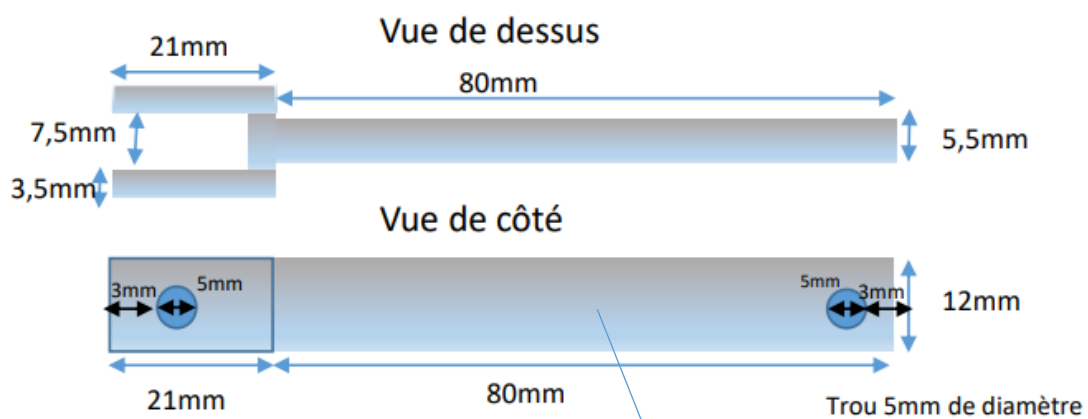 Vue de dessus
21mm
80mm
7,5mm
5,5mm
3,5mm
Vue de côté
3mm
5mm
5mm
3mm
12mm
21mm
80mm
Trou 5mm de diamètre